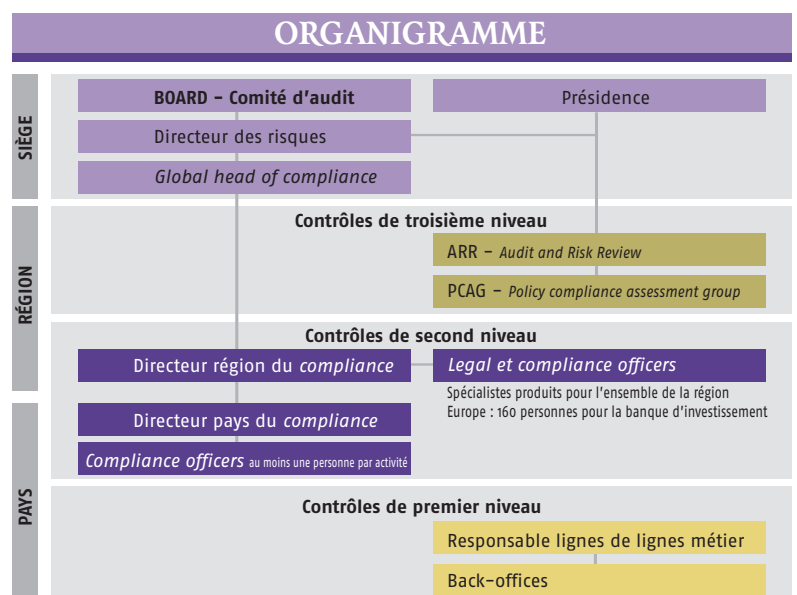 ORGANIGRAMME
SIÈGE
BOARD – Comité d'audit
Présidence
Directeur des risques
Global head of compliance
RÉGION
Contrôles de troisième niveau
ARR – Audit and Risk Review
PCAG – Policy compliance assessment group
Contrôles de second niveau
Directeur région du compliance
Legal et compliance officers
Spécialistes produits pour l'ensemble de la région
Europe : 160 personnes pour la banque d'investissement
PAYS
Directeur pays du compliance
Compliance officers au moins une personne par activité
Contrôles de premier niveau
Responsable lignes de lignes métier
Back-offices